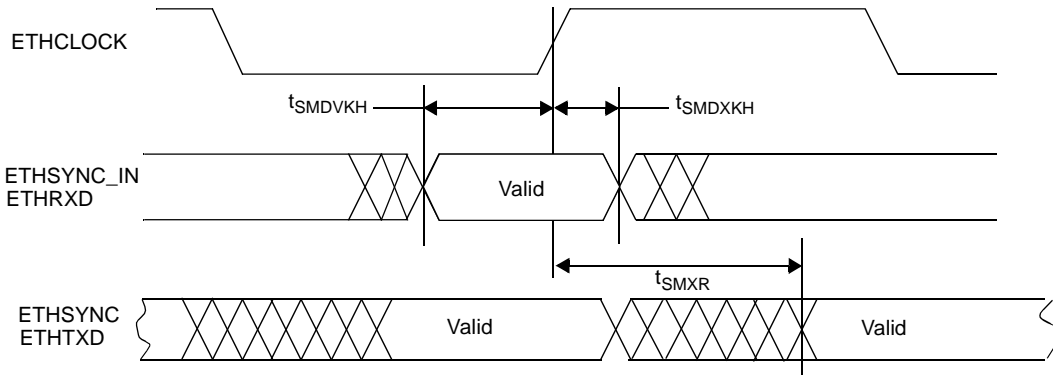 ETHCLOCK
tSMDVKH
tSMDXKH
ETHSYNC_IN
ETHRXD
Valid
tSMXR
ETHSYNC
ETHTXD
Valid
Valid